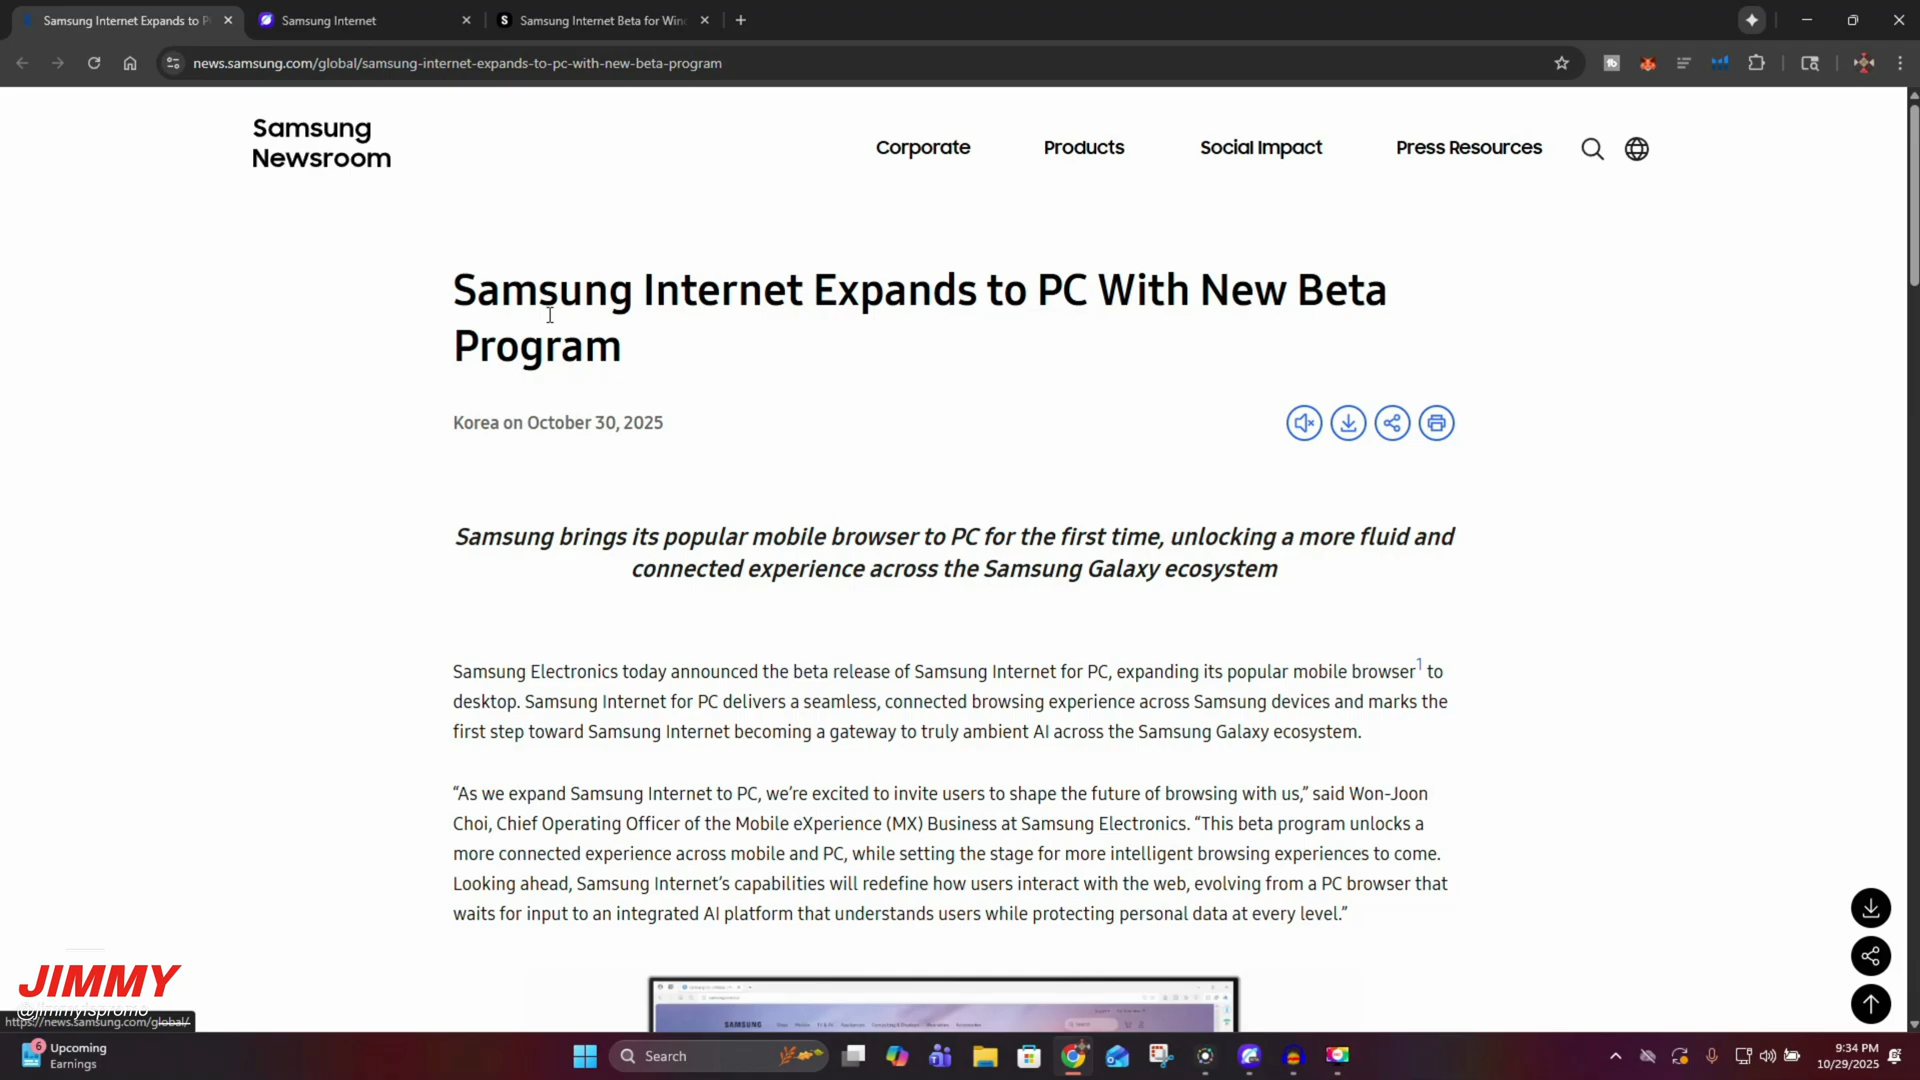 Samsung Internet Expands to P
Samsung Internet
Samsung Internet Beta for Win
news.samsung.com/global/samsung-internet-expands-to-pc-with-new-beta-program
Samsung
Newsroom
Corporate
Products
Social Impact
Press Resources
Samsung Internet Expands to PC With New Beta
Program
Korea on October 30, 2025
Samsung brings its popular mobile browser to PC for the first time, unlocking a more fluid and
connected experience across the Samsung Galaxy ecosystem
Samsung Electronics today announced the beta release of Samsung Internet for PC, expanding its popular mobile browser1 to
desktop. Samsung Internet for PC delivers a seamless, connected browsing experience across Samsung devices and marks the
first step toward Samsung Internet becoming a gateway to truly ambient AI across the Samsung Galaxy ecosystem.
“As we expand Samsung Internet to PC, we’re excited to invite users to shape the future of browsing with us,” said Won-Joon
Choi, Chief Operating Officer of the Mobile eXperience (MX) Business at Samsung Electronics. “This beta program unlocks a
more connected experience across mobile and PC, while setting the stage for more intelligent browsing experiences to come.
Looking ahead, Samsung Internet’s capabilities will redefine how users interact with the web, evolving from a PC browser that
waits for input to an integrated AI platform that understands users while protecting personal data at every level.”
SAMSUNG
JIMMY
@jimmyispromo
https://news.samsung.com/global/
6
Upcoming
Earnings
Search
9:34 PM
10/29/2025